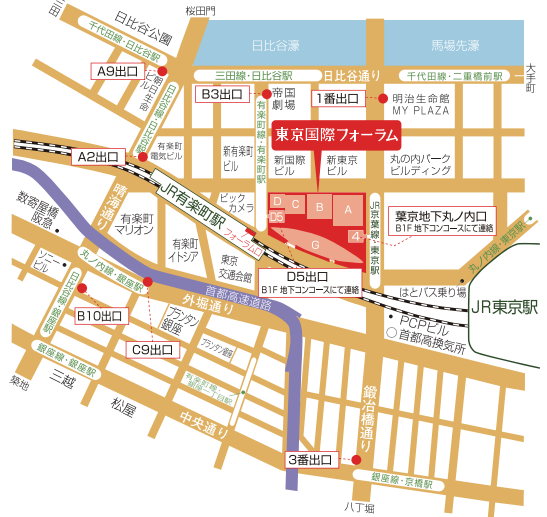 三田
日比谷公園
千代田線・日比谷駅
桜田門
A9出口
朝日生命
ビル
日比谷濠
馬場先濠
三田線・日比谷駅
日比谷通り
千代田線・二重橋前駅
大手町
日比谷線・日比谷駅
B3出口
帝国
劇場
1番出口
明治生命館
MY PLAZA
有楽町線・有楽町駅
東京国際フォーラム
A2出口
有楽町
電気ビル
新有楽町
ビル
新国際
ビル
新東京
ビル
丸の内パーク
ビルディング
JR有楽町駅
ビック
カメラ
フォーラム口
D
D5
C
B
A
4
G
JR京葉線・東京駅
葉京地下丸ノ内口
B1F 地下コンコースにて連絡
晴海通り
数寄屋橋
阪急
有楽町
マリオン
有楽町
イトシア
東京
交通会館
D5出口
B1F 地下コンコースにて連絡
丸ノ内線・東京駅
はとバス乗り場
JR東京駅
ソニー
ビル
丸ノ内線・銀座駅
日比谷線・銀座駅
首都高速道路
外堀通り
PCPビル
首都高換気所
B10出口
C9出口
プランタン
銀座
プランタン銀座
銀座線・銀座駅
有楽町線
銀座一丁目駅
築地
三越
松屋
中央通り
鍛冶橋通り
3番出口
銀座線・京橋駅
八丁堀